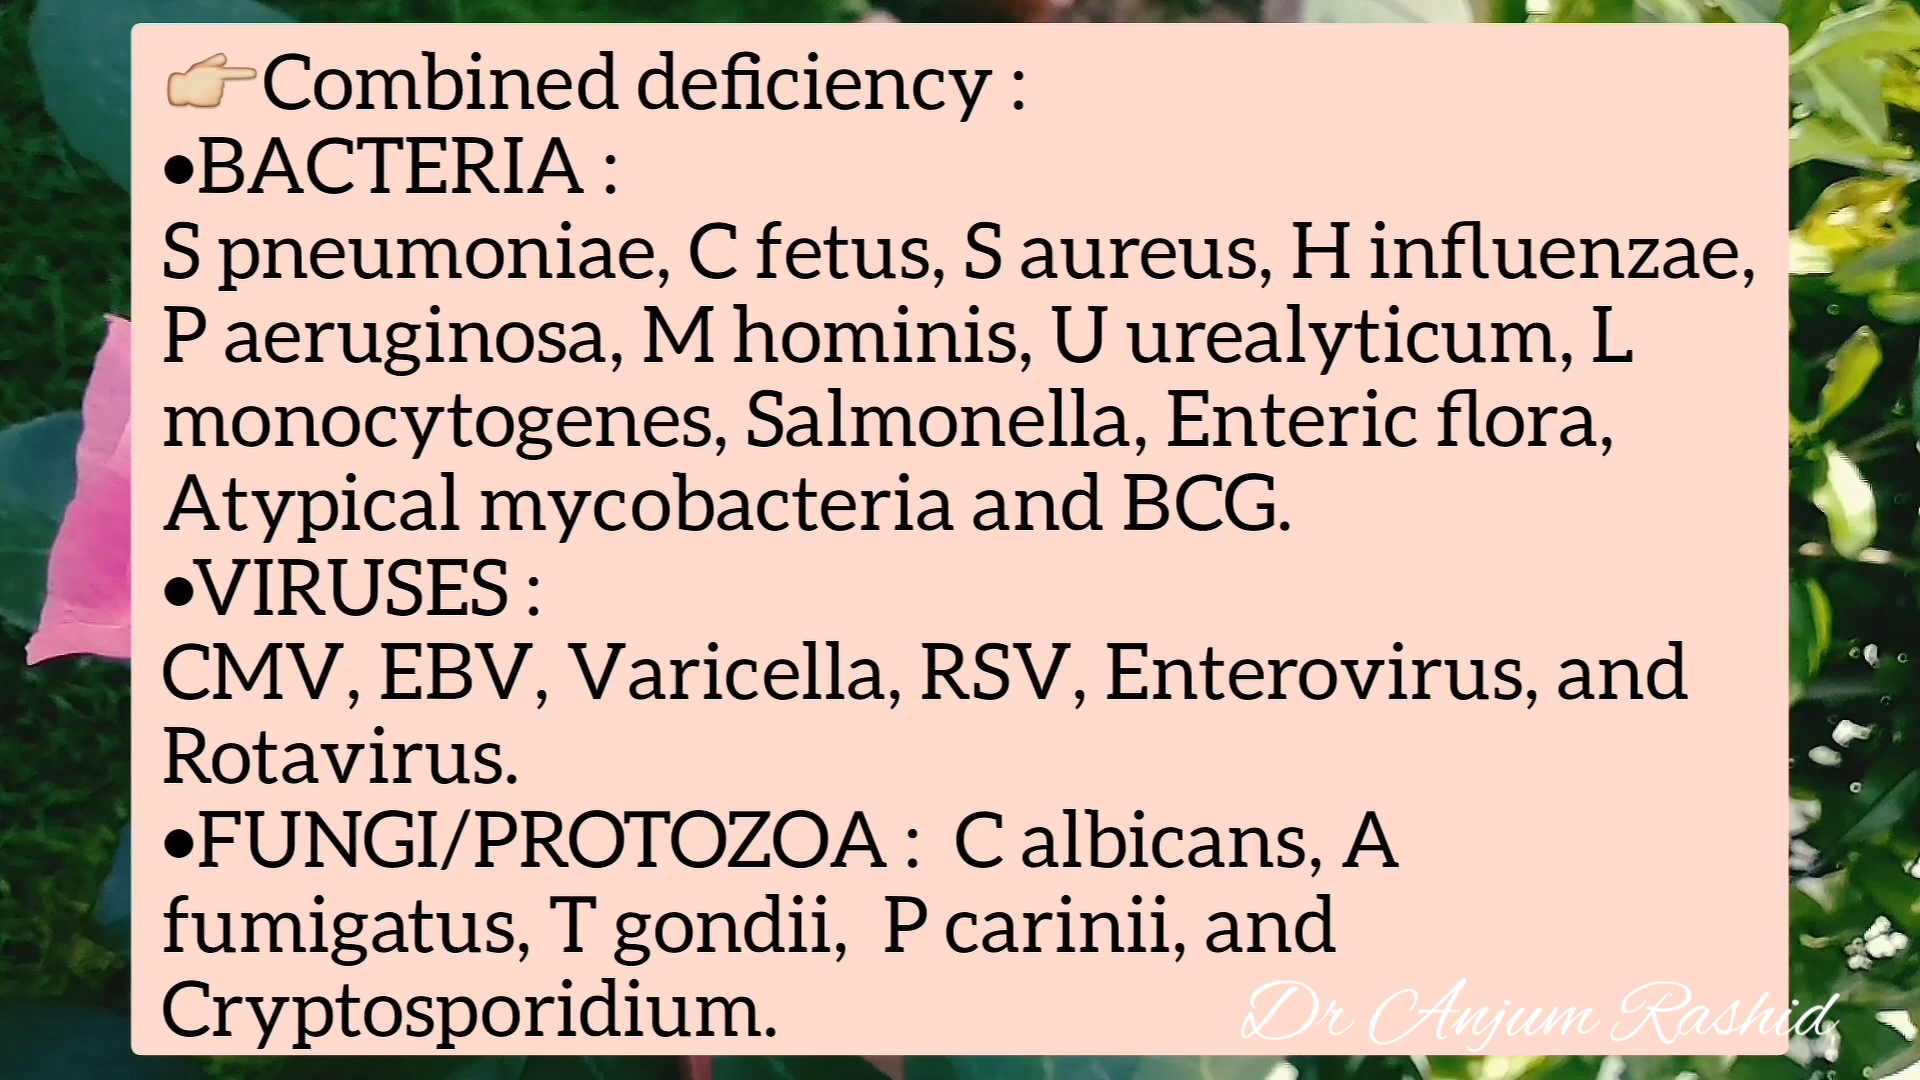 👉Combined deficiency :
•BACTERIA :
S pneumoniae, C fetus, S aureus, H influenzae,
P aeruginosa, M hominis, U urealyticum, L
monocytogenes, Salmonella, Enteric flora,
Atypical mycobacteria and BCG.
•VIRUSES :
CMV, EBV, Varicella, RSV, Enterovirus, and
Rotavirus.
•FUNGI/PROTOZOA :  C albicans, A
fumigatus, T gondii,  P carinii, and
Cryptosporidium.
Dr Anjum Rashid